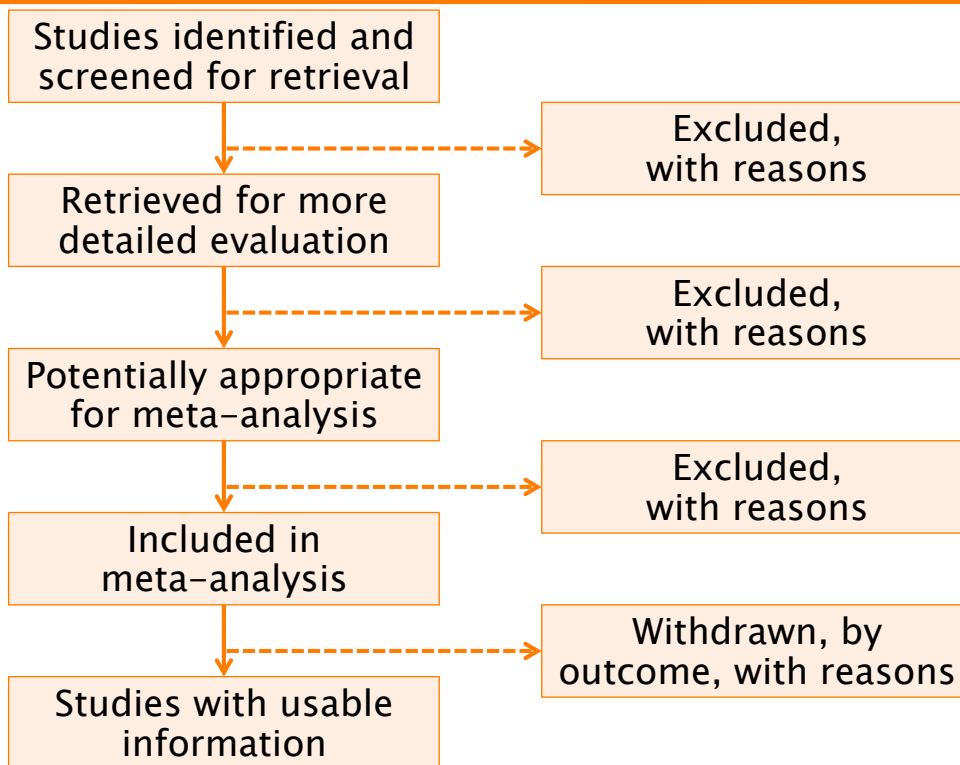 Studies identified and
screened for retrieval
Excluded,
with reasons
Retrieved for more
detailed evaluation
Excluded,
with reasons
Potentially appropriate
for meta-analysis
Excluded,
with reasons
Included in
meta-analysis
Withdrawn, by
outcome, with reasons
Studies with usable
information